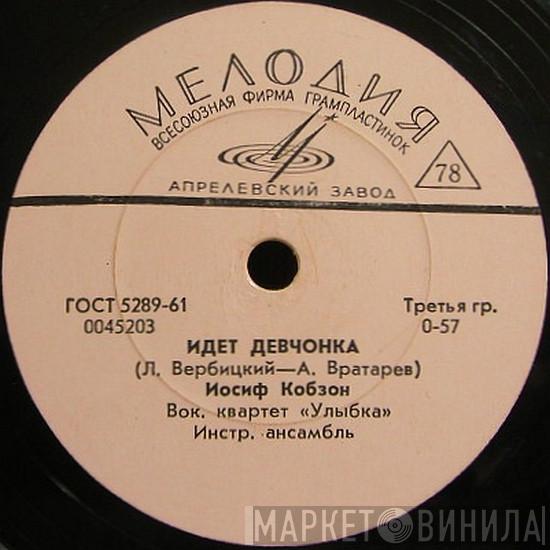 МЕЛОДИЯ
ВСЕСОЮЗНАЯ ФИРМА ГРАМПЛАСТИНОК
78
АПРЕЛЕВСКИЙ ЗАВОД
ГОСТ 5289-61
0045203
Третья гр.
0-57
ИДЕТ ДЕВЧОНКА
(Л. Вербицкий—А. Вратарев)
Иосиф Кобзон
Вок. квартет «Улыбка»
Инстр. ансамбль
МАРКЕТ ВИНИЛА